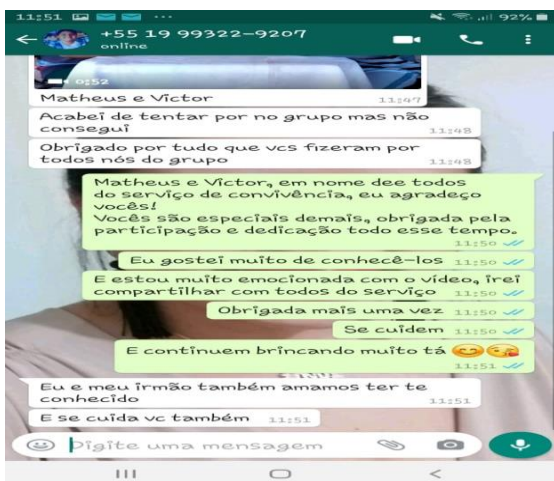 11:51 92%
+55 19 99322-9207
online
0:52
Matheus e Victor 11:47
Acabei de tentar por no grupo mas não
consegui 11:48
Obrigado por tudo que vcs fizeram por
todos nós do grupo 11:48
Matheus e Victor, em nome dee todos
do serviço de convivência, eu agradeço
vocês!
Vocês são especiais demais, obrigada pela
participação e dedicação todo esse tempo.
11:50
Eu gostei muito de conhecê-los 11:50
E estou muito emocionada com o vídeo, irei
compartilhar com todos do serviço 11:50
Obrigada mais uma vez 11:50
Se cuidem 11:50
E continuem brincando muito tá 😊😘
11:51
Eu e meu irmão também amamos ter te
conhecido 11:51
E se cuida vc também 11:51
Digite uma mensagem